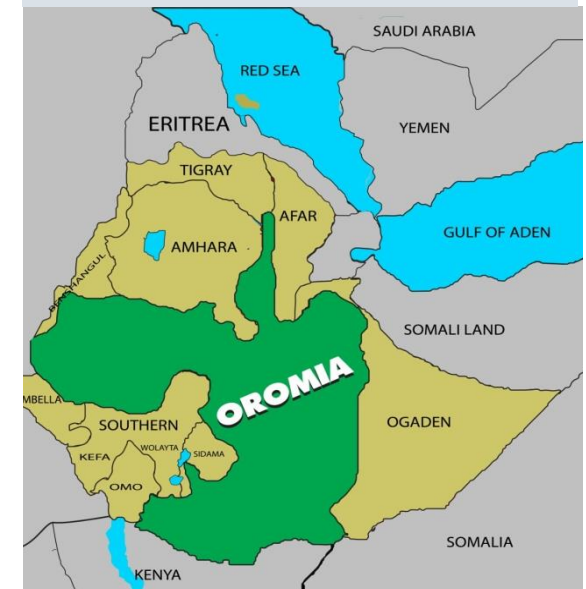 SAUDI ARABIA
RED SEA
ERITREA
YEMEN
TIGRAY
AFAR
GULF OF ADEN
AMHARA
BENSHANGUL
SOMALI LAND
OROMIA
MBELLA
SOUTHERN
OGADEN
WOLAYTA
SIDAMA
KEFA
OMO
SOMALIA
KENYA